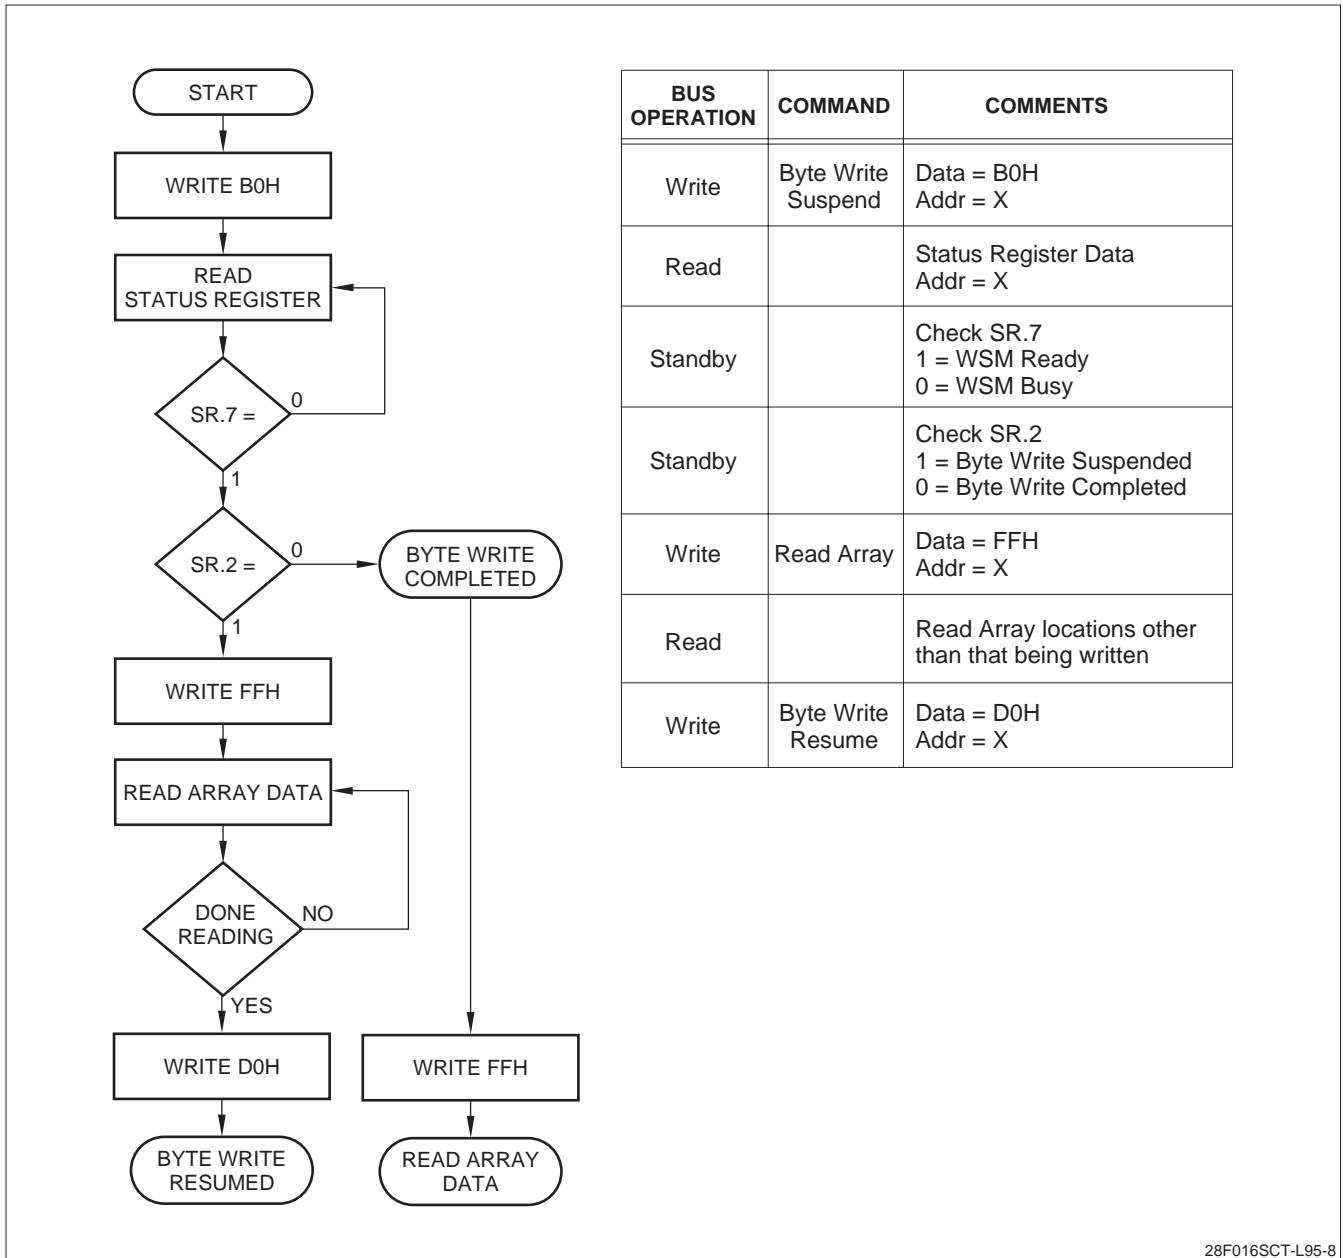 START
WRITE B0H
READ
STATUS REGISTER
SR.7 =
0
1
SR.2 =
0
BYTE WRITE
COMPLETED
1
WRITE FFH
READ ARRAY DATA
DONE
READING
NO
YES
WRITE D0H
WRITE FFH
BYTE WRITE
RESUMED
READ ARRAY
DATA
BUS
OPERATION
COMMAND
COMMENTS
Write
Byte Write
Suspend
Data = B0H
Addr = X
Read
Status Register Data
Addr = X
Standby
Check SR.7
1 = WSM Ready
0 = WSM Busy
Standby
Check SR.2
1 = Byte Write Suspended
0 = Byte Write Completed
Write
Read Array
Data = FFH
Addr = X
Read
Read Array locations other
than that being written
Write
Byte Write
Resume
Data = D0H
Addr = X
28F016SCT-L95-8